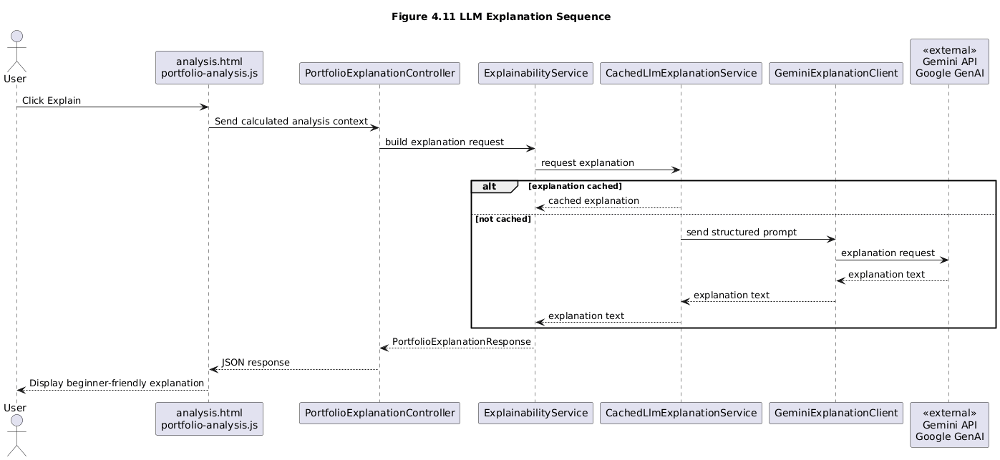 Figure 4.11 LLM Explanation Sequence
User
analysis.html
portfolio-analysis.js
PortfolioExplanationController
ExplainabilityService
CachedLlmExplanationService
GeminiExplanationClient
«external»
Gemini API
Google GenAI
Click Explain
Send calculated analysis context
build explanation request
request explanation
alt
[explanation cached]
cached explanation
[not cached]
send structured prompt
explanation request
explanation text
explanation text
explanation text
PortfolioExplanationResponse
JSON response
Display beginner-friendly explanation
User
analysis.html
portfolio-analysis.js
PortfolioExplanationController
ExplainabilityService
CachedLlmExplanationService
GeminiExplanationClient
«external»
Gemini API
Google GenAI